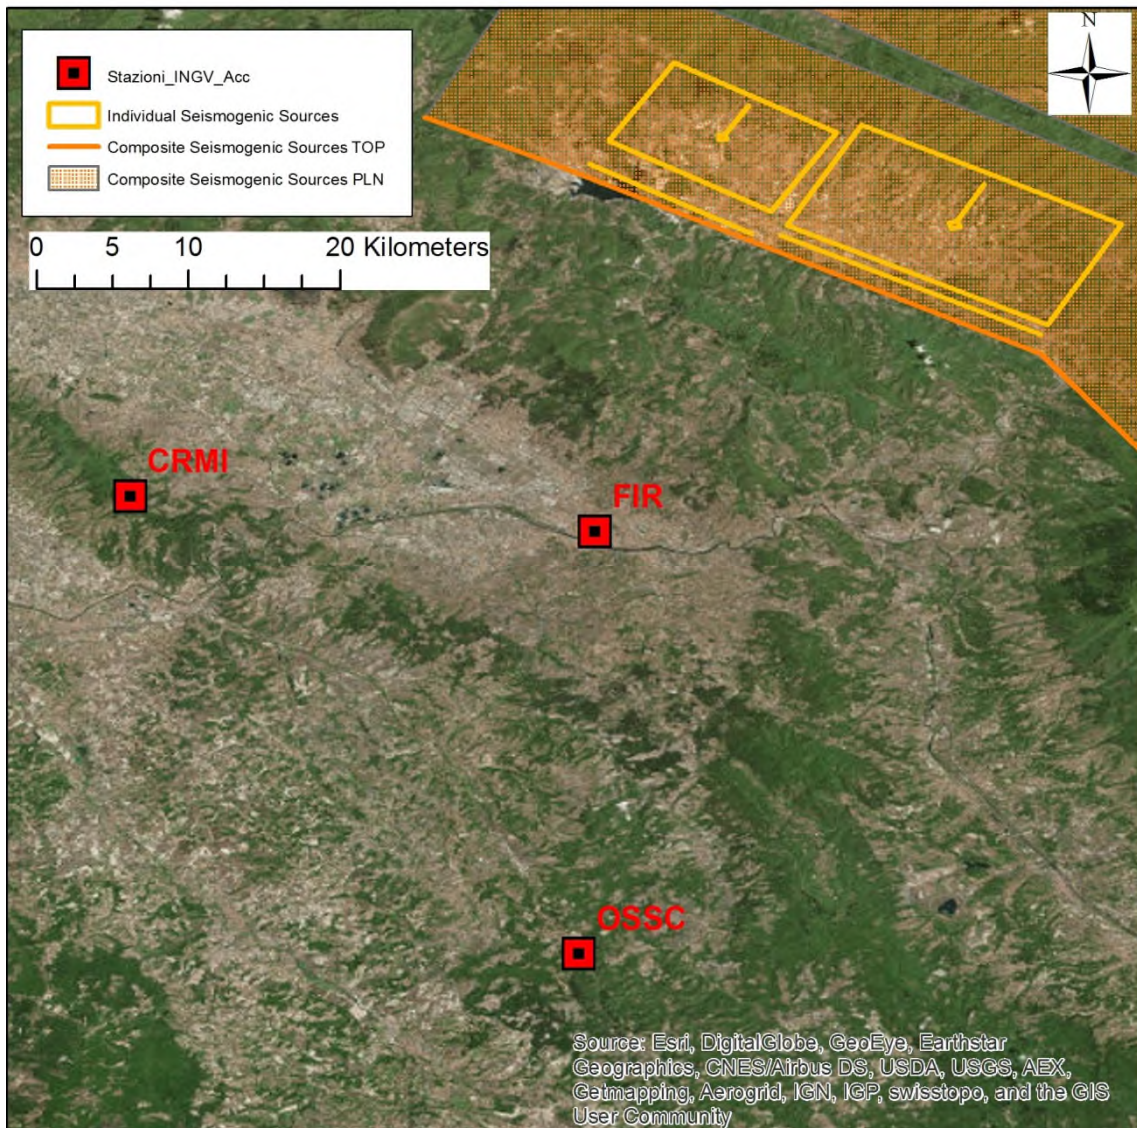 N
Stazioni_INGV_Acc
Individual Seismogenic Sources
Composite Seismogenic Sources TOP
Composite Seismogenic Sources PLN
0 5 10 20 Kilometers
CRMI
FIR
OSSC
Source: Esri, DigitalGlobe, GeoEye, Earthstar
Geographics, CNES/Airbus DS, USDA, USGS, AEX,
Getmapping, Aerogrid, IGN, IGP, swisstopo, and the GIS
User Community